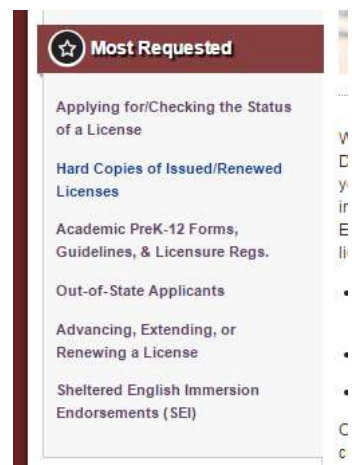 Most Requested
Applying for/Checking the Status
of a License
Hard Copies of Issued/Renewed
Licenses
Academic PreK-12 Forms,
Guidelines, & Licensure Regs.
Out-of-State Applicants
Advancing, Extending, or
Renewing a License
Sheltered English Immersion
Endorsements (SEI)